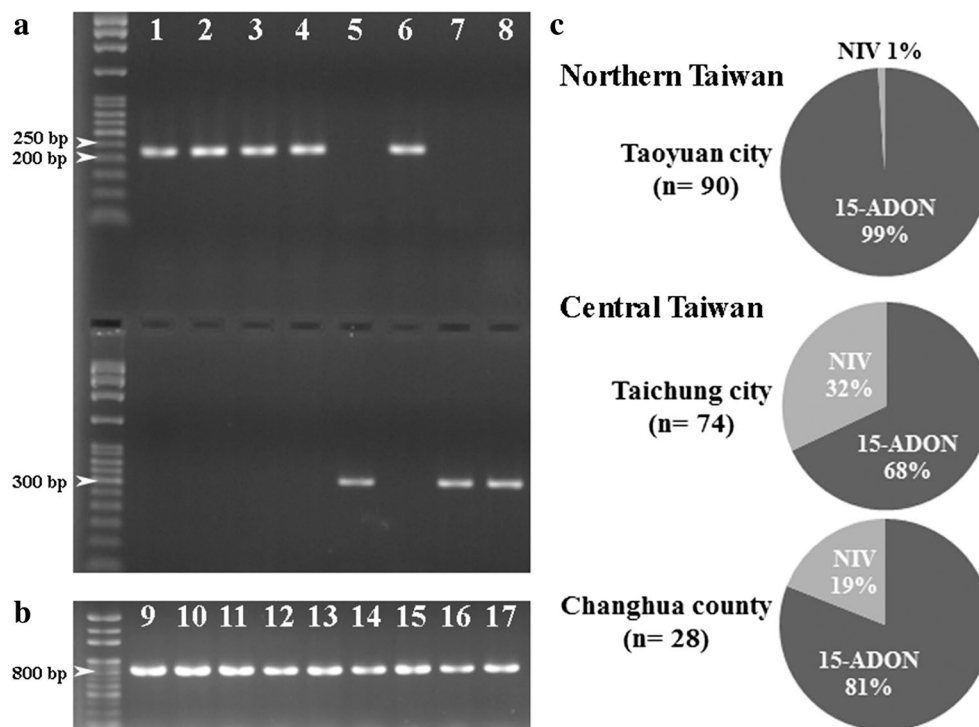 a
1 2 3 4 5 6 7 8
250 bp
200 bp
300 bp
b
9 10 11 12 13 14 15 16 17
800 bp
c
Northern Taiwan
NIV 1%
Taoyuan city
(n= 90)
15-ADON
99%
Central Taiwan
Taichung city
(n= 74)
NIV
32%
15-ADON
68%
Changhua county
(n= 28)
NIV
19%
15-ADON
81%